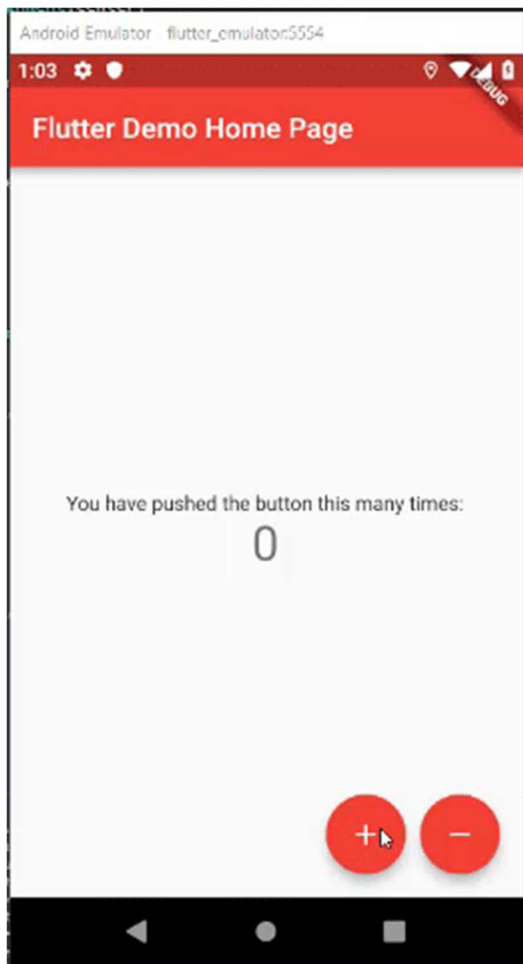 Android Emulator - flutter_emulator:5554
1:03
DEBUG
Flutter Demo Home Page
You have pushed the button this many times:
0
+ −